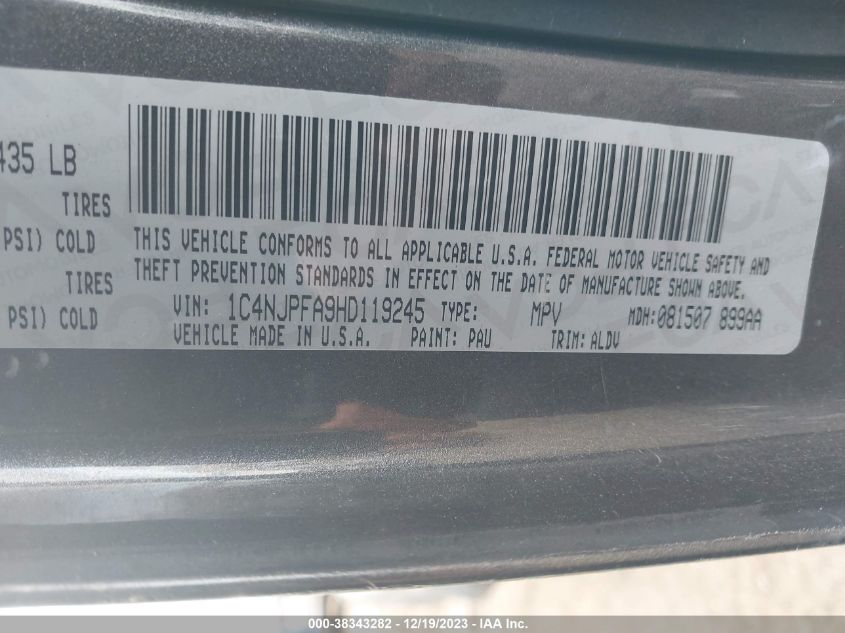 435 LB
TIRES
PSI) COLD
TIRES
PSI) COLD
THIS VEHICLE CONFORMS TO ALL APPLICABLE U.S.A. FEDERAL MOTOR VEHICLE SAFETY AND
THEFT PREVENTION STANDARDS IN EFFECT ON THE DATE OF MANUFACTURE SHOWN ABOVE.
VIN: 1C4NJPFA9HD119245 TYPE: MPV MDH:081507 899AA
VEHICLE MADE IN U.S.A. PAINT: PAU TRIM: ALDV
000-38343282 - 12/19/2023 - IAA Inc.